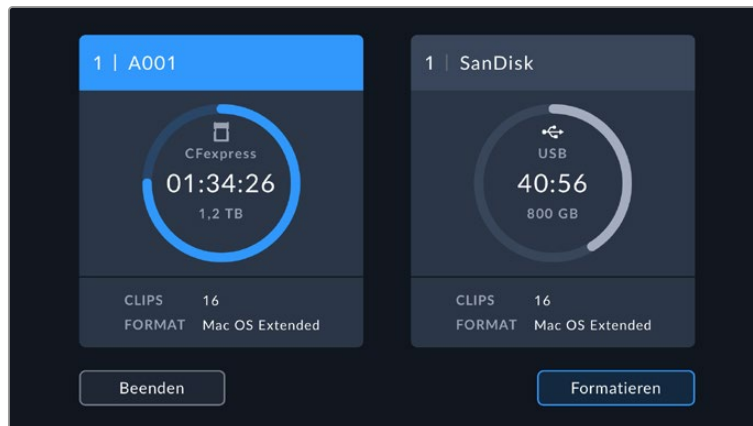 1 | A001
CFexpress
01:34:26
1,2 TB
CLIPS 16
FORMAT Mac OS Extended
1 | SanDisk
USB
40:56
800 GB
CLIPS 16
FORMAT Mac OS Extended
Beenden
Formatieren